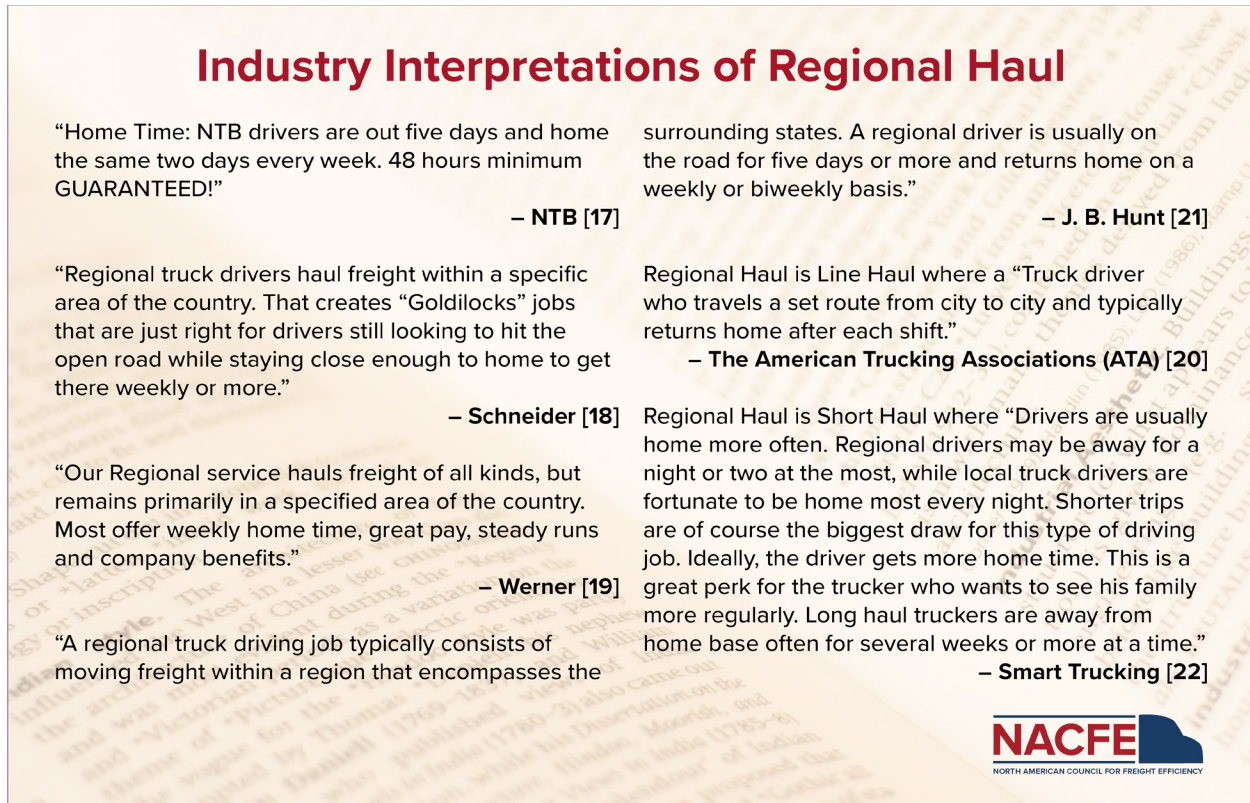 Industry Interpretations of Regional Haul
“Home Time: NTB drivers are out five days and home
the same two days every week. 48 hours minimum
GUARANTEED!”
– NTB [17]
“Regional truck drivers haul freight within a specific
area of the country. That creates “Goldilocks” jobs
that are just right for drivers still looking to hit the
open road while staying close enough to home to get
there weekly or more.”
– Schneider [18]
“Our Regional service hauls freight of all kinds, but
remains primarily in a specified area of the country.
Most offer weekly home time, great pay, steady runs
and company benefits.”
– Werner [19]
“A regional truck driving job typically consists of
moving freight within a region that encompasses the
surrounding states. A regional driver is usually on
the road for five days or more and returns home on a
weekly or biweekly basis.”
– J. B. Hunt [21]
Regional Haul is Line Haul where a “Truck driver
who travels a set route from city to city and typically
returns home after each shift.”
– The American Trucking Associations (ATA) [20]
Regional Haul is Short Haul where “Drivers are usually
home more often. Regional drivers may be away for a
night or two at the most, while local truck drivers are
fortunate to be home most every night. Shorter trips
are of course the biggest draw for this type of driving
job. Ideally, the driver gets more home time. This is a
great perk for the trucker who wants to see his family
more regularly. Long haul truckers are away from
home base often for several weeks or more at a time.”
– Smart Trucking [22]
NACFE
NORTH AMERICAN COUNCIL FOR FREIGHT EFFICIENCY